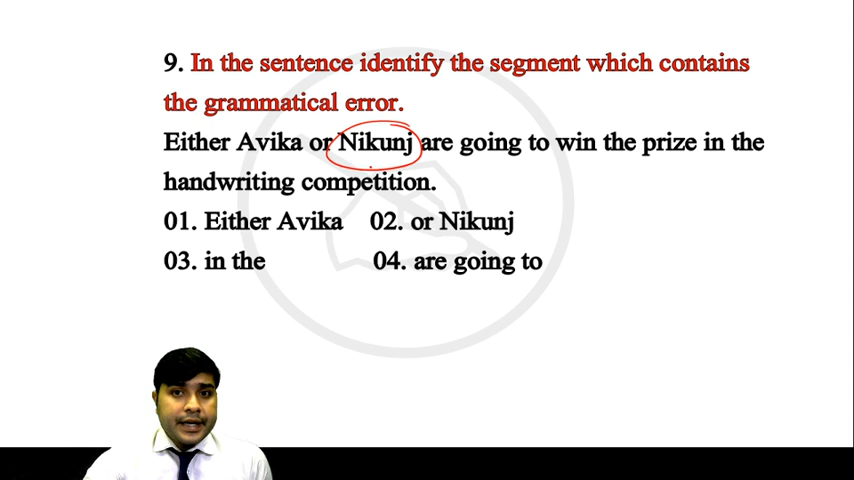 9. In the sentence identify the segment which contains
the grammatical error.
Either Avika or Nikunj are going to win the prize in the
handwriting competition.
01. Either Avika 02. or Nikunj
03. in the 04. are going to